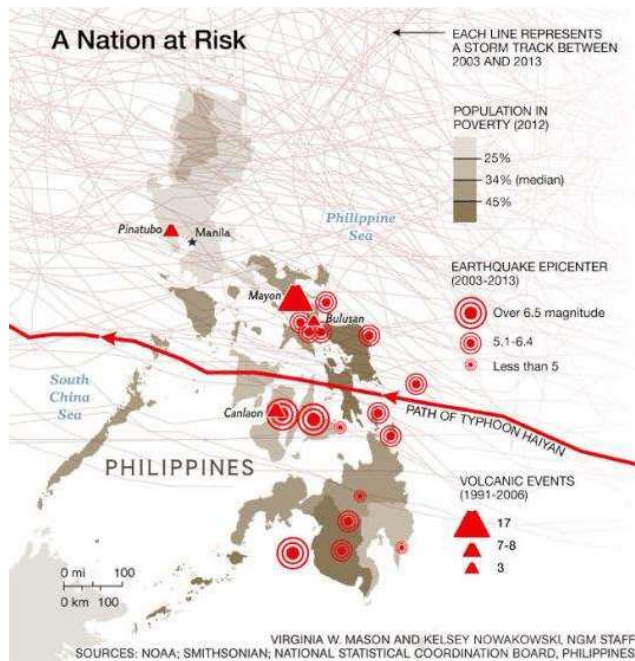 A Nation at Risk
EACH LINE REPRESENTS
A STORM TRACK BETWEEN
2003 AND 2013
POPULATION IN
POVERTY (2012)
25%
34% (median)
45%
Pinatubo
Manila
Philippine
Sea
EARTHQUAKE EPICENTER
(2003-2013)
Over 6.5 magnitude
5.1-6.4
Less than 5
Mayon
Bulusan
South
China
Sea
Canlaon
PATH OF TYPHOON HAIYAN
PHILIPPINES
VOLCANIC EVENTS
(1991-2006)
17
7-8
3
0 mi 100
0 km 100
VIRGINIA W. MASON AND KELSEY NOWAKOWSKI, NGM STAFF
SOURCES: NOAA; SMITHSONIAN; NATIONAL STATISTICAL COORDINATION BOARD, PHILIPPINES